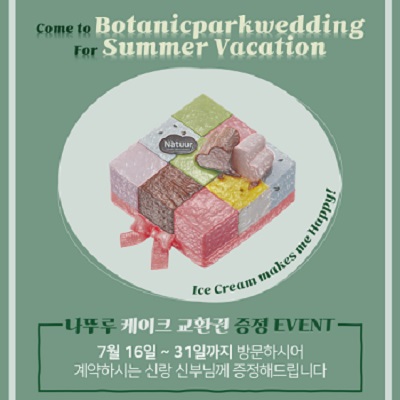 Come to Botanicparkwedding
For Summer Vacation
Natuur
Ice Cream makes me Happy!
나뚜루 케이크 교환권 증정 EVENT
7월 16일 ~ 31일까지 방문하시어
계약하시는 신랑 신부님께 증정해드립니다